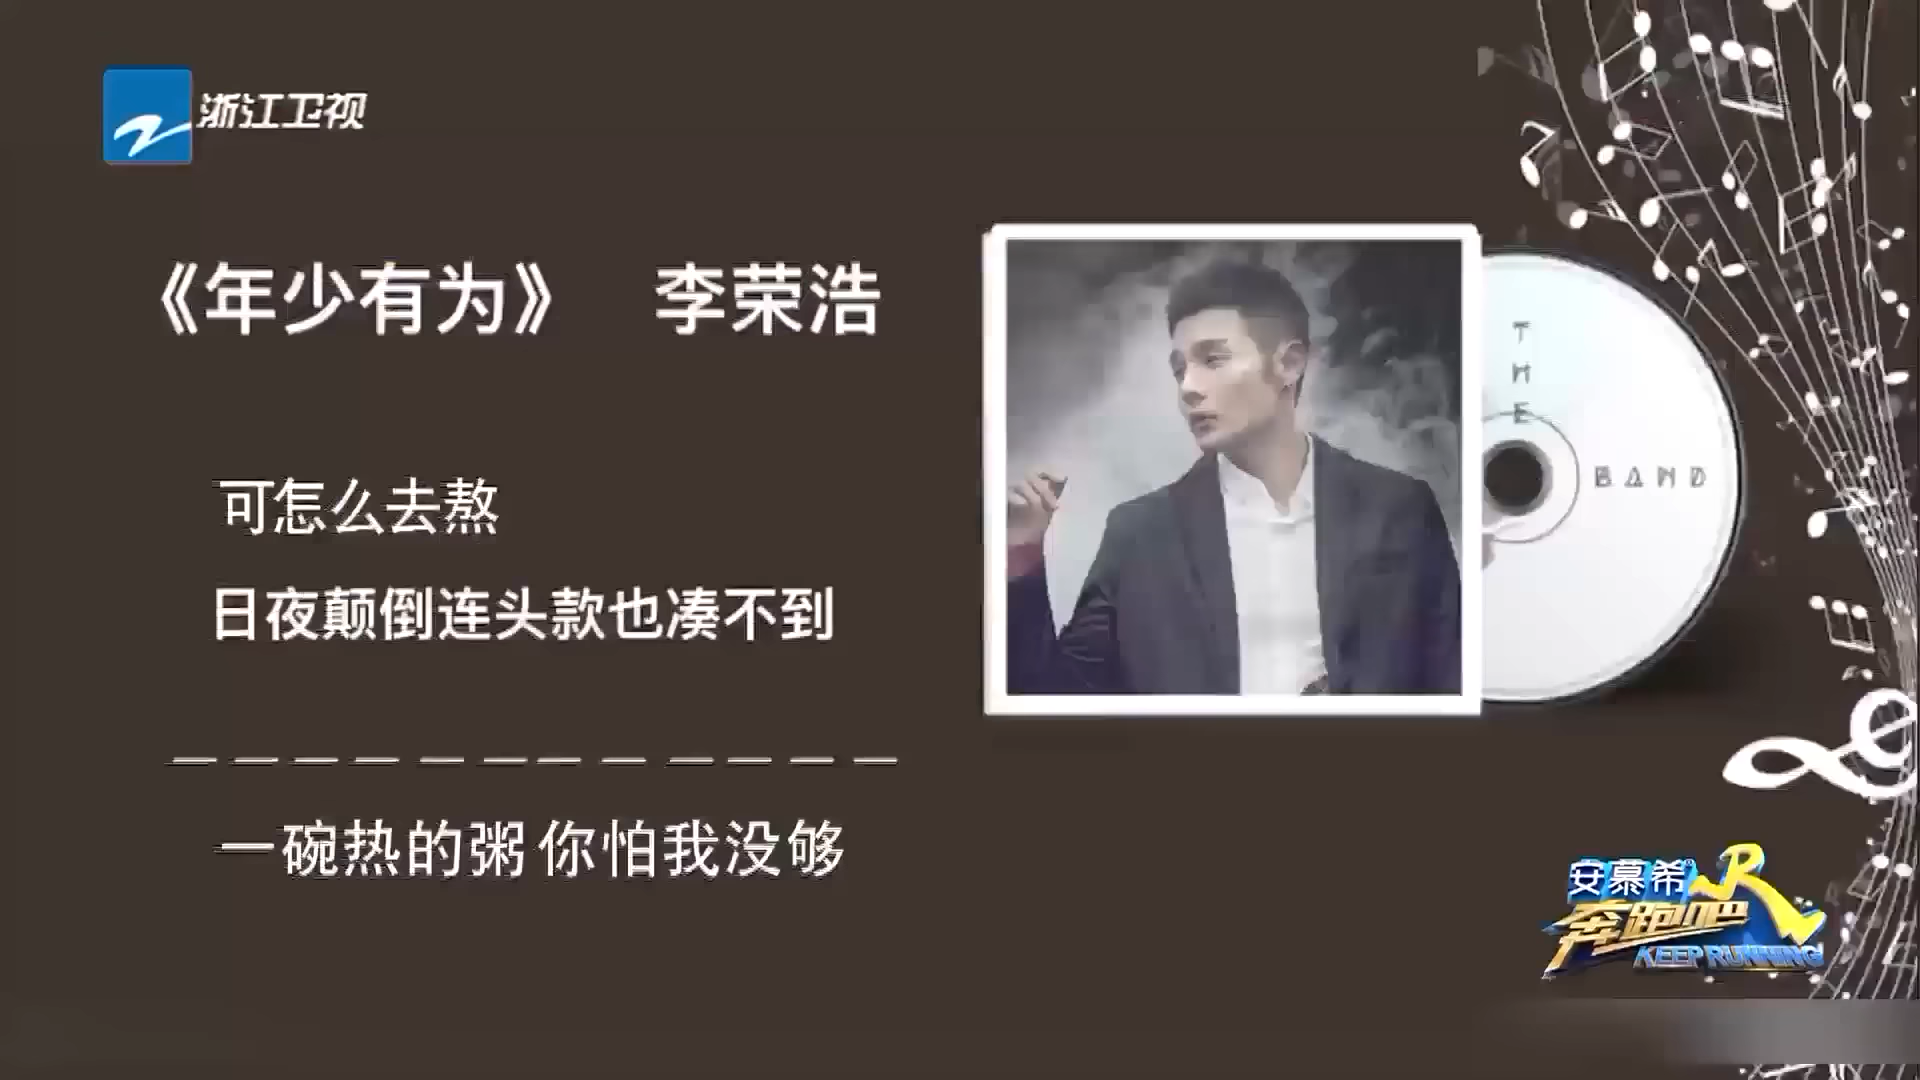 浙江卫视
《年少有为》 李荣浩
THE
BAND
可怎么去熬
日夜颠倒连头款也凑不到
一碗热的粥 你怕我没够
安慕希
奔跑吧
KEEP RUNNING